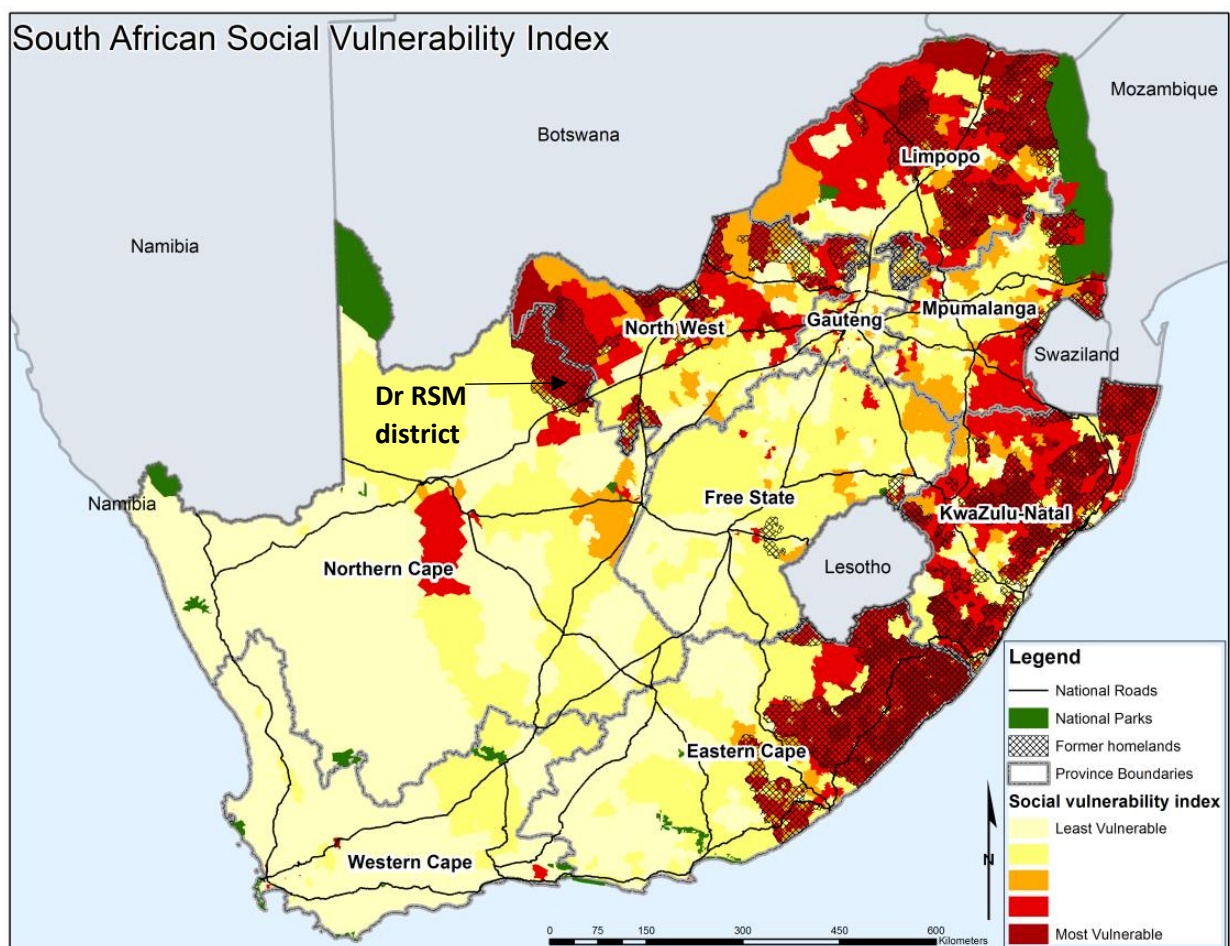 South African Social Vulnerability Index
Mozambique
Botswana
Limpopo
Namibia
North West
Gauteng
Mpumalanga
Swaziland
Dr RSM
district
Free State
KwaZulu-Natal
Namibia
Northern Cape
Lesotho
Eastern Cape
Western Cape
Legend
National Roads
National Parks
Former homelands
Province Boundaries
Social vulnerability index
Least Vulnerable
Most Vulnerable
N
0 75 150 300 450 600
Kilometers